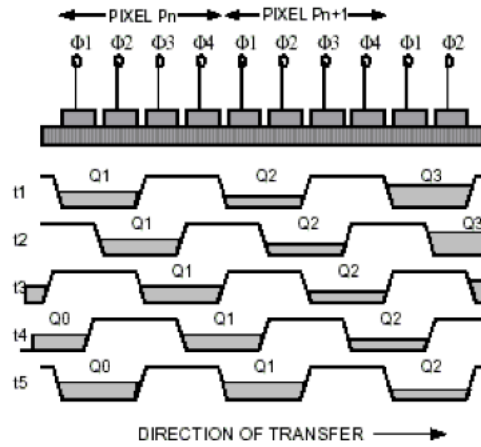 PIXEL Pn PIXEL Pn+1
Φ1 Φ2 Φ3 Φ4 Φ1 Φ2 Φ3 Φ4 Φ1 Φ2
t1 Q1 Q2 Q3
t2 Q1 Q2 Q3
t3 Q1 Q2
t4 Q0 Q1 Q2
t5 Q0 Q1 Q2
DIRECTION OF TRANSFER